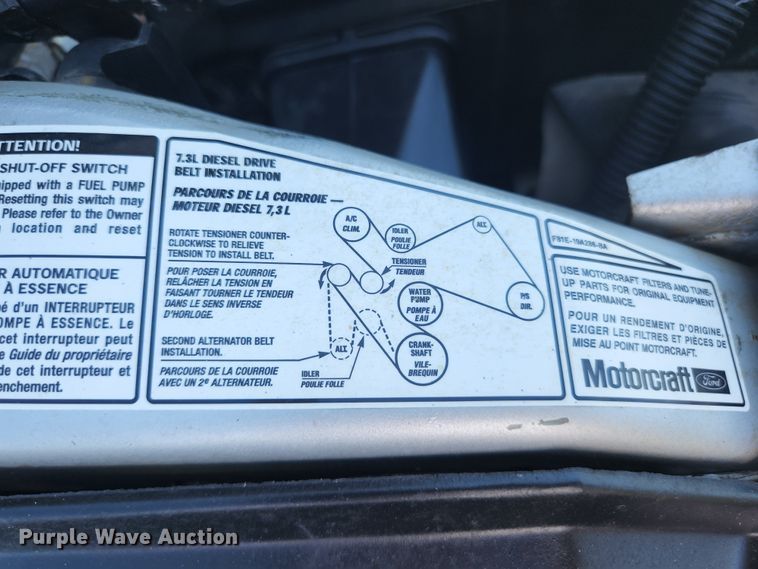 TTENTION!
SHUT-OFF SWITCH
ipped with a FUEL PUMP
Resetting this switch may
Please refer to the Owner
location and reset
R AUTOMATIQUE
À ESSENCE
pé d'un INTERRUPTEUR
POMPE À ESSENCE. Le
cet interrupteur peut
e Guide du propriétaire
de cet interrupteur et
enchement.
7.3L DIESEL DRIVE
BELT INSTALLATION
PARCOURS DE LA COURROIE —
MOTEUR DIESEL 7,3 L
ROTATE TENSIONER COUNTER-
CLOCKWISE TO RELIEVE
TENSION TO INSTALL BELT.
POUR POSER LA COURROIE,
RELÂCHER LA TENSION EN
FAISANT TOURNER LE TENDEUR
DANS LE SENS INVERSE
D'HORLOGE.
SECOND ALTERNATOR BELT
INSTALLATION.
PARCOURS DE LA COURROIE
AVEC UN 2e ALTERNATEUR.
A/C
CLIM.
IDLER
POULIE
FOLLE
ALT.
TENSIONER
TENDEUR
WATER
PUMP
POMPE À
EAU
P/S
DIR.
CRANK-
SHAFT
VILE-
BREQUIN
ALT.
IDLER
POULIE FOLLE
F81E-19A286-BA
USE MOTORCRAFT FILTERS AND TUNE-
UP PARTS FOR ORIGINAL EQUIPMENT
PERFORMANCE.
POUR UN RENDEMENT D'ORIGINE,
EXIGER LES FILTRES ET PIÈCES DE
MISE AU POINT MOTORCRAFT.
Motorcraft Ford
Purple Wave Auction